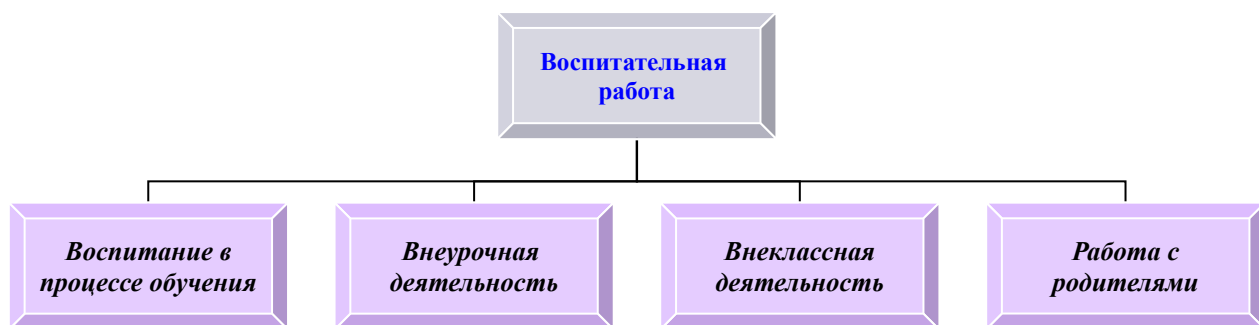 Воспитательная
работа
Воспитание в
процессе обучения
Внеурочная
деятельность
Внеклассная
деятельность
Работа с
родителями